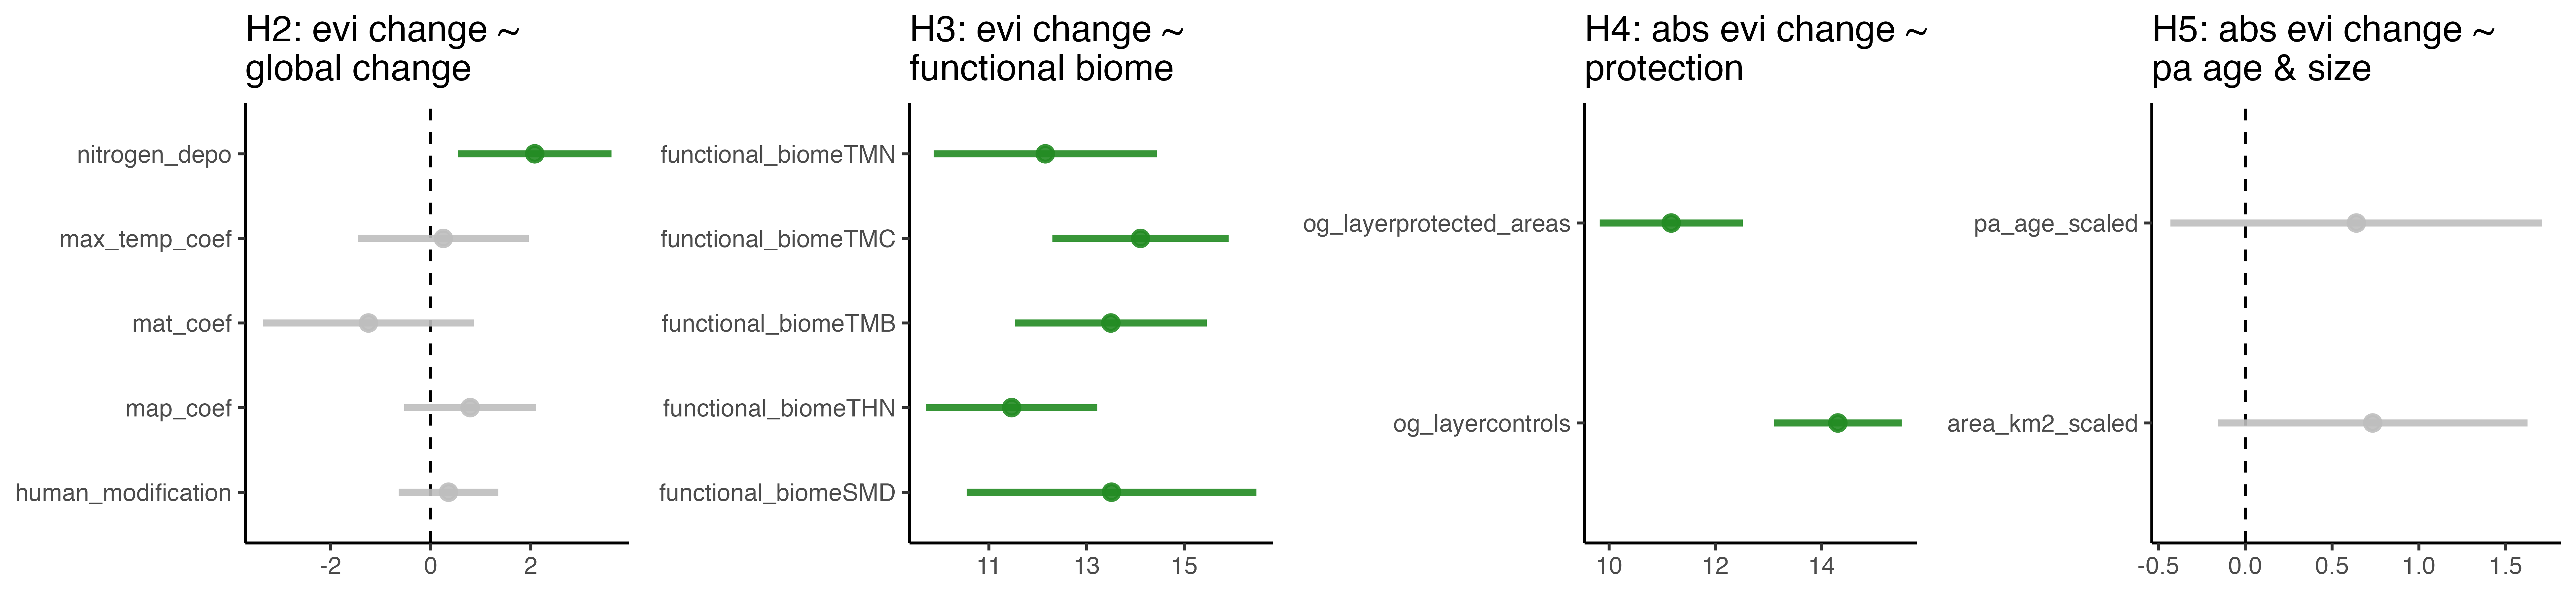 H2: evi change ~
global change
nitrogen_depo
max_temp_coef
mat_coef
map_coef
human_modification
-2 0 2
H3: evi change ~
functional biome
functional_biomeTMN
functional_biomeTMC
functional_biomeTMB
functional_biomeTHN
functional_biomeSMD
11 13 15
H4: abs evi change ~
protection
og_layerprotected_areas
og_layercontrols
10 12 14
H5: abs evi change ~
pa age & size
pa_age_scaled
area_km2_scaled
-0.5 0.0 0.5 1.0 1.5